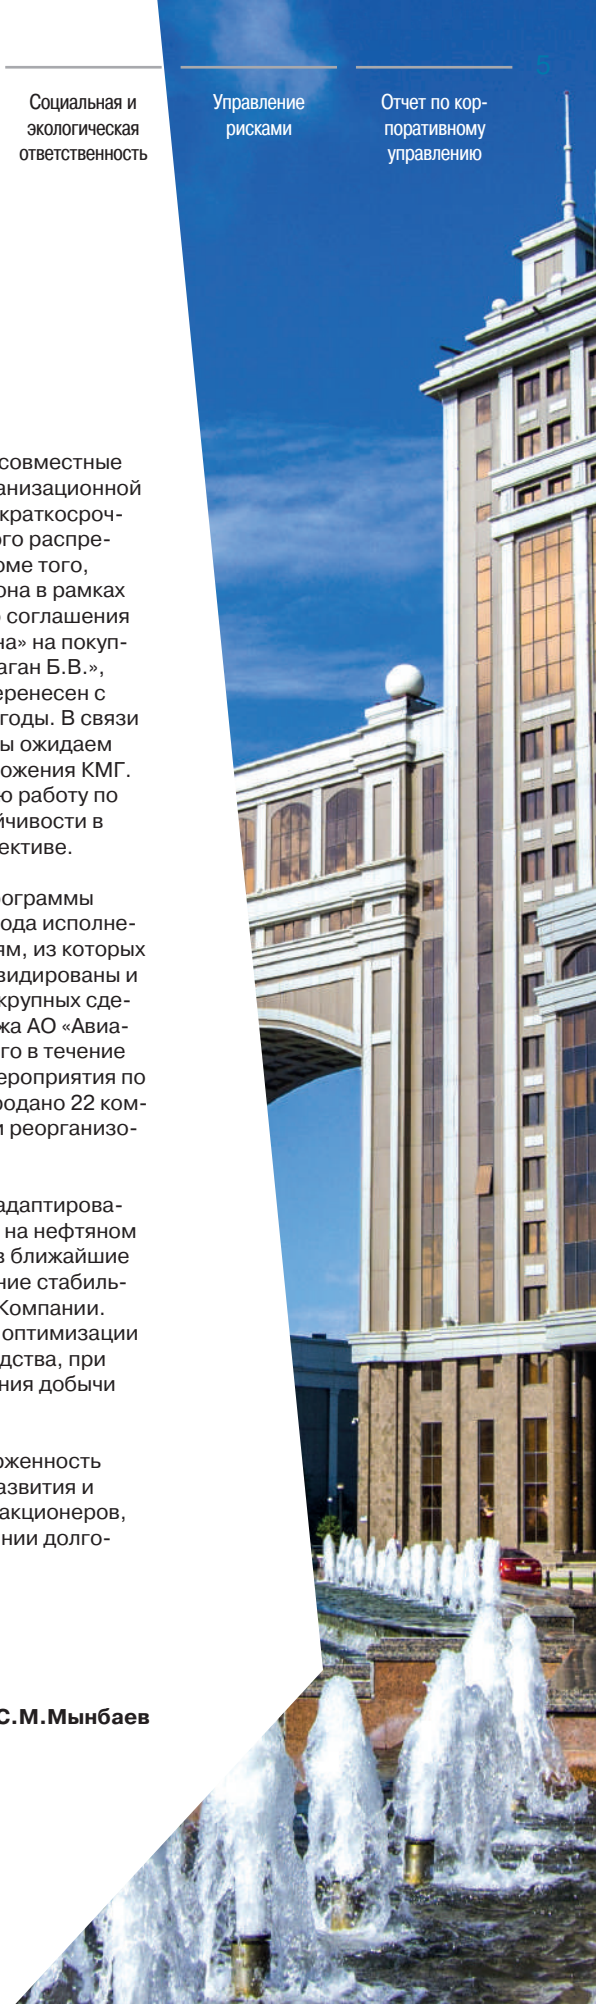 5
Социальная и
экологическая
ответственность
Управление
рисками
Отчет по кор-
поративному
управлению
совместные
анизационной
краткосроч-
ого распре-
оме того,
она в рамках
соглашения
на» на покуп-
аган Б.В.»,
еренесен с
годы. В связи
ы ожидаем
ожения КМГ.
ю работу по
йчивости в
ективе.
ограммы
ода исполне-
ям, из которых
видированы и
крупных сде-
жа АО «Авиа-
го в течение
ероприятия по
родано 22 ком-
и реорганизо-
адаптирова-
на нефтяном
в ближайшие
ние стабиль-
Компании.
оптимизации
дства, при
ния добычи
рженность
азвития и
акционеров,
нии долго-
С.М.Мынбаев